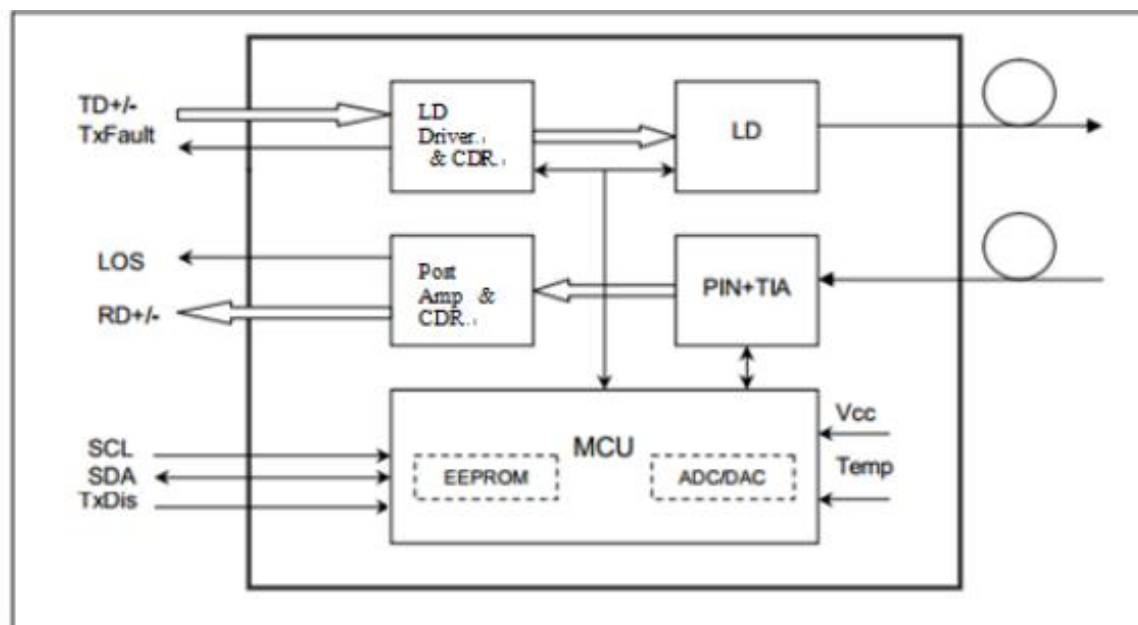 TD+/-
TxFault
LD
Driver.
& CDR.
LD
LOS
RD+/-
Post
Amp &
CDR.
PIN+TIA
SCL
SDA
TxDis
MCU
EEPROM
ADC/DAC
Vcc
Temp